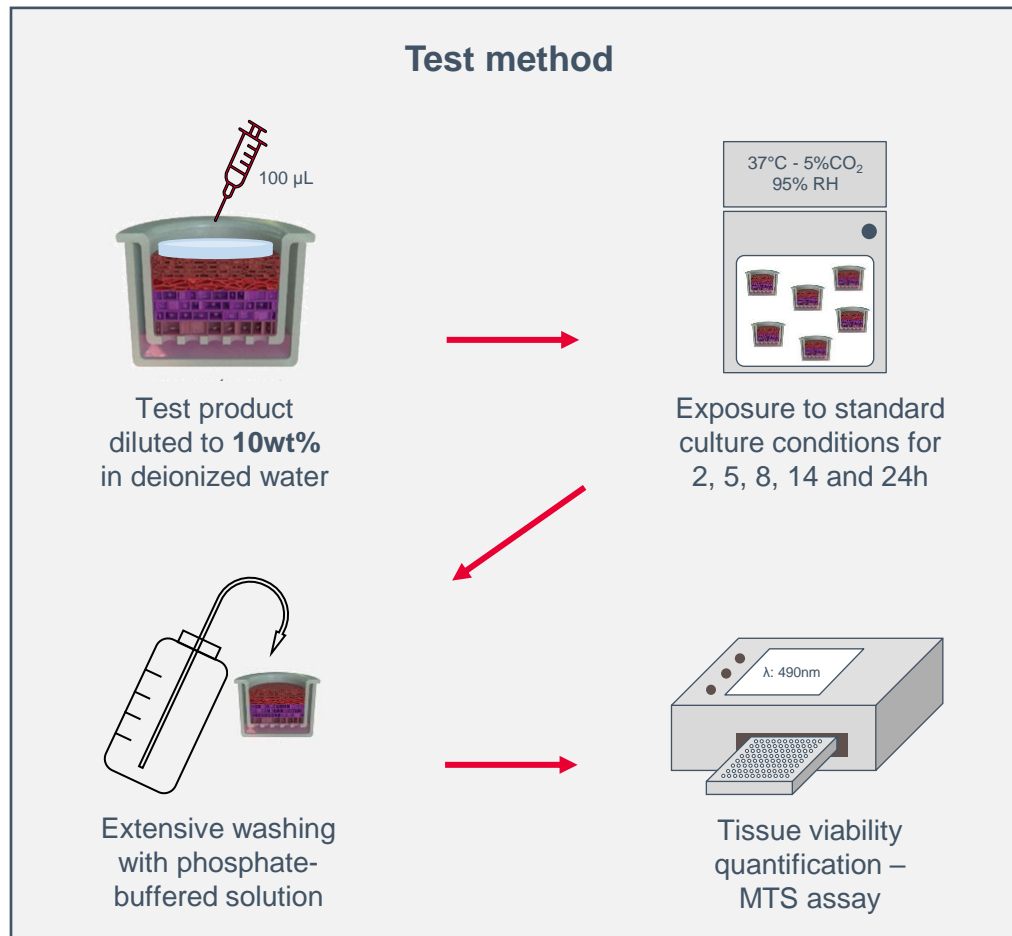 Test method
100 µL
Test product
diluted to 10wt%
in deionized water
37°C - 5%CO₂
95% RH
Exposure to standard
culture conditions for
2, 5, 8, 14 and 24h
Extensive washing
with phosphate-
buffered solution
λ: 490nm
Tissue viability
quantification –
MTS assay